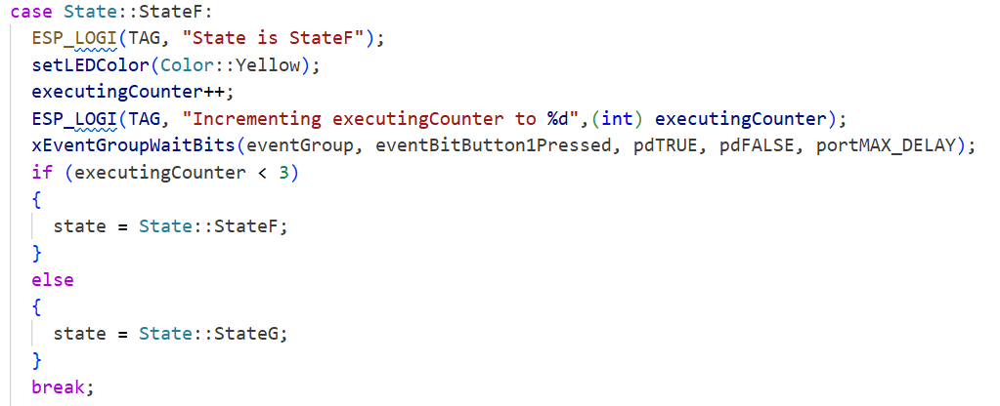 case State::StateF:
ESP_LOGI(TAG, "State is StateF");
setLEDColor(Color::Yellow);
executingCounter++;
ESP_LOGI(TAG, "Incrementing executingCounter to %d",(int) executingCounter);
xEventGroupWaitBits(eventGroup, eventBitButton1Pressed, pdTRUE, pdFALSE, portMAX_DELAY);
if (executingCounter < 3)
{
state = State::StateF;
}
else
{
state = State::StateG;
}
break;